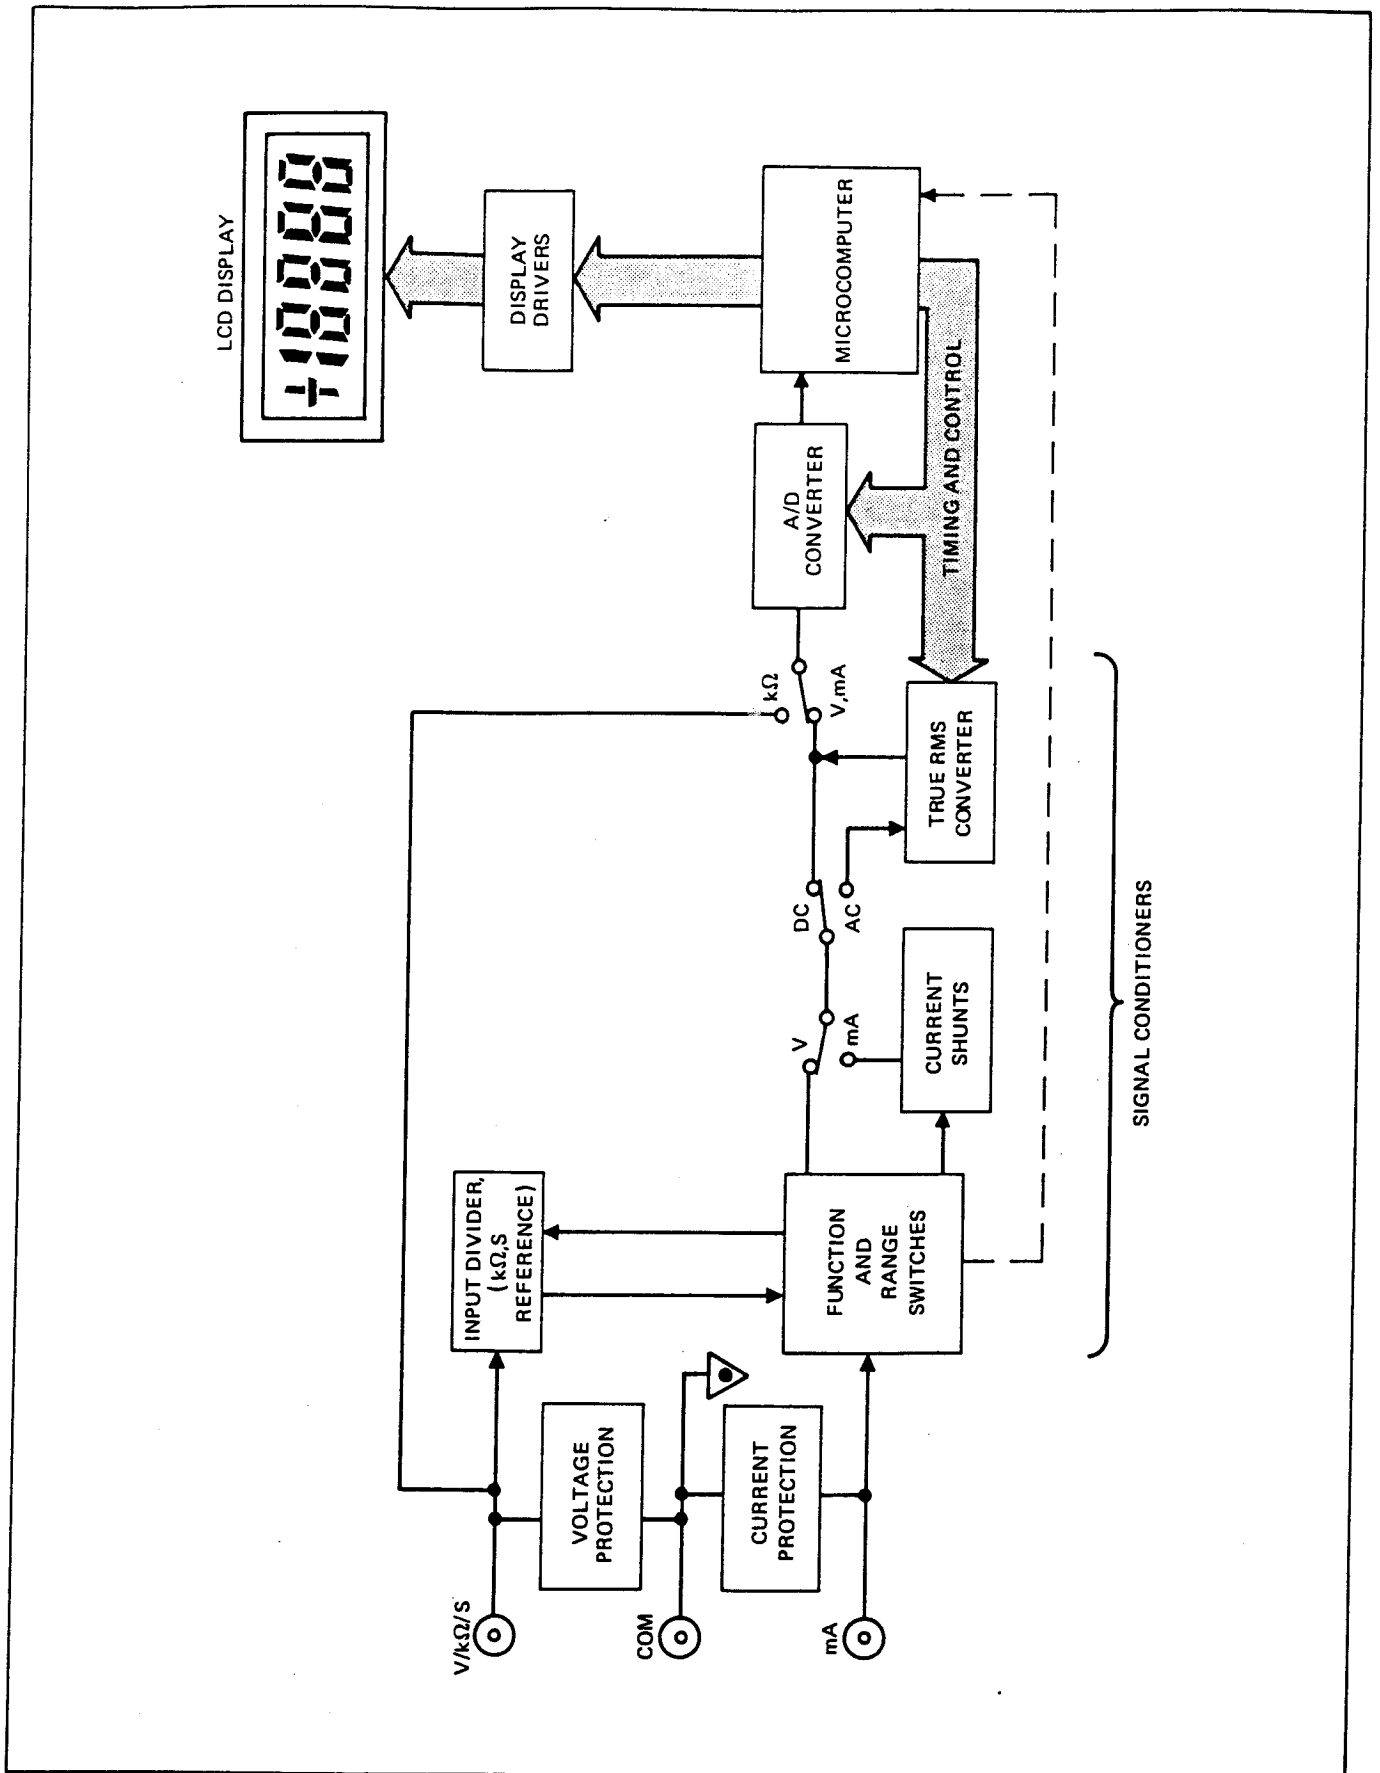 LCD DISPLAY
±18888
DISPLAY
DRIVERS
MICROCOMPUTER
A/D
CONVERTER
TIMING AND CONTROL
kΩ
V,mA
TRUE RMS
CONVERTER
DC
AC
V
mA
CURRENT
SHUNTS
INPUT DIVIDER,
(kΩ,S
REFERENCE)
FUNCTION
AND
RANGE
SWITCHES
SIGNAL CONDITIONERS
VOLTAGE
PROTECTION
CURRENT
PROTECTION
V/kΩ/S
COM
mA